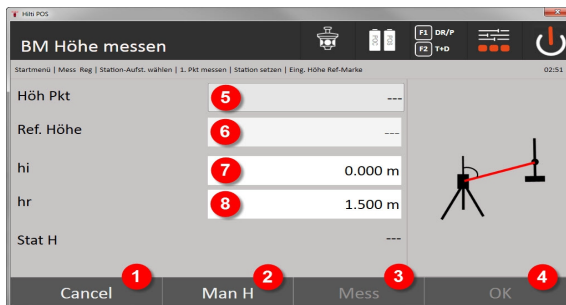 Hilti POS
BM Höhe messen
PDC POS
F1 DR/P
F2 T+D
Startmenü | Mess Reg | Station-Aufst. wählen | 1. Pkt messen | Station setzen | Eing. Höhe Ref-Marke 02:51
Höh Pkt 5 ---
Ref. Höhe 6 ---
hi 7 0.000 m
hr 8 1.500 m
Stat H ---
1 2 3 4
Cancel Man H Mess OK